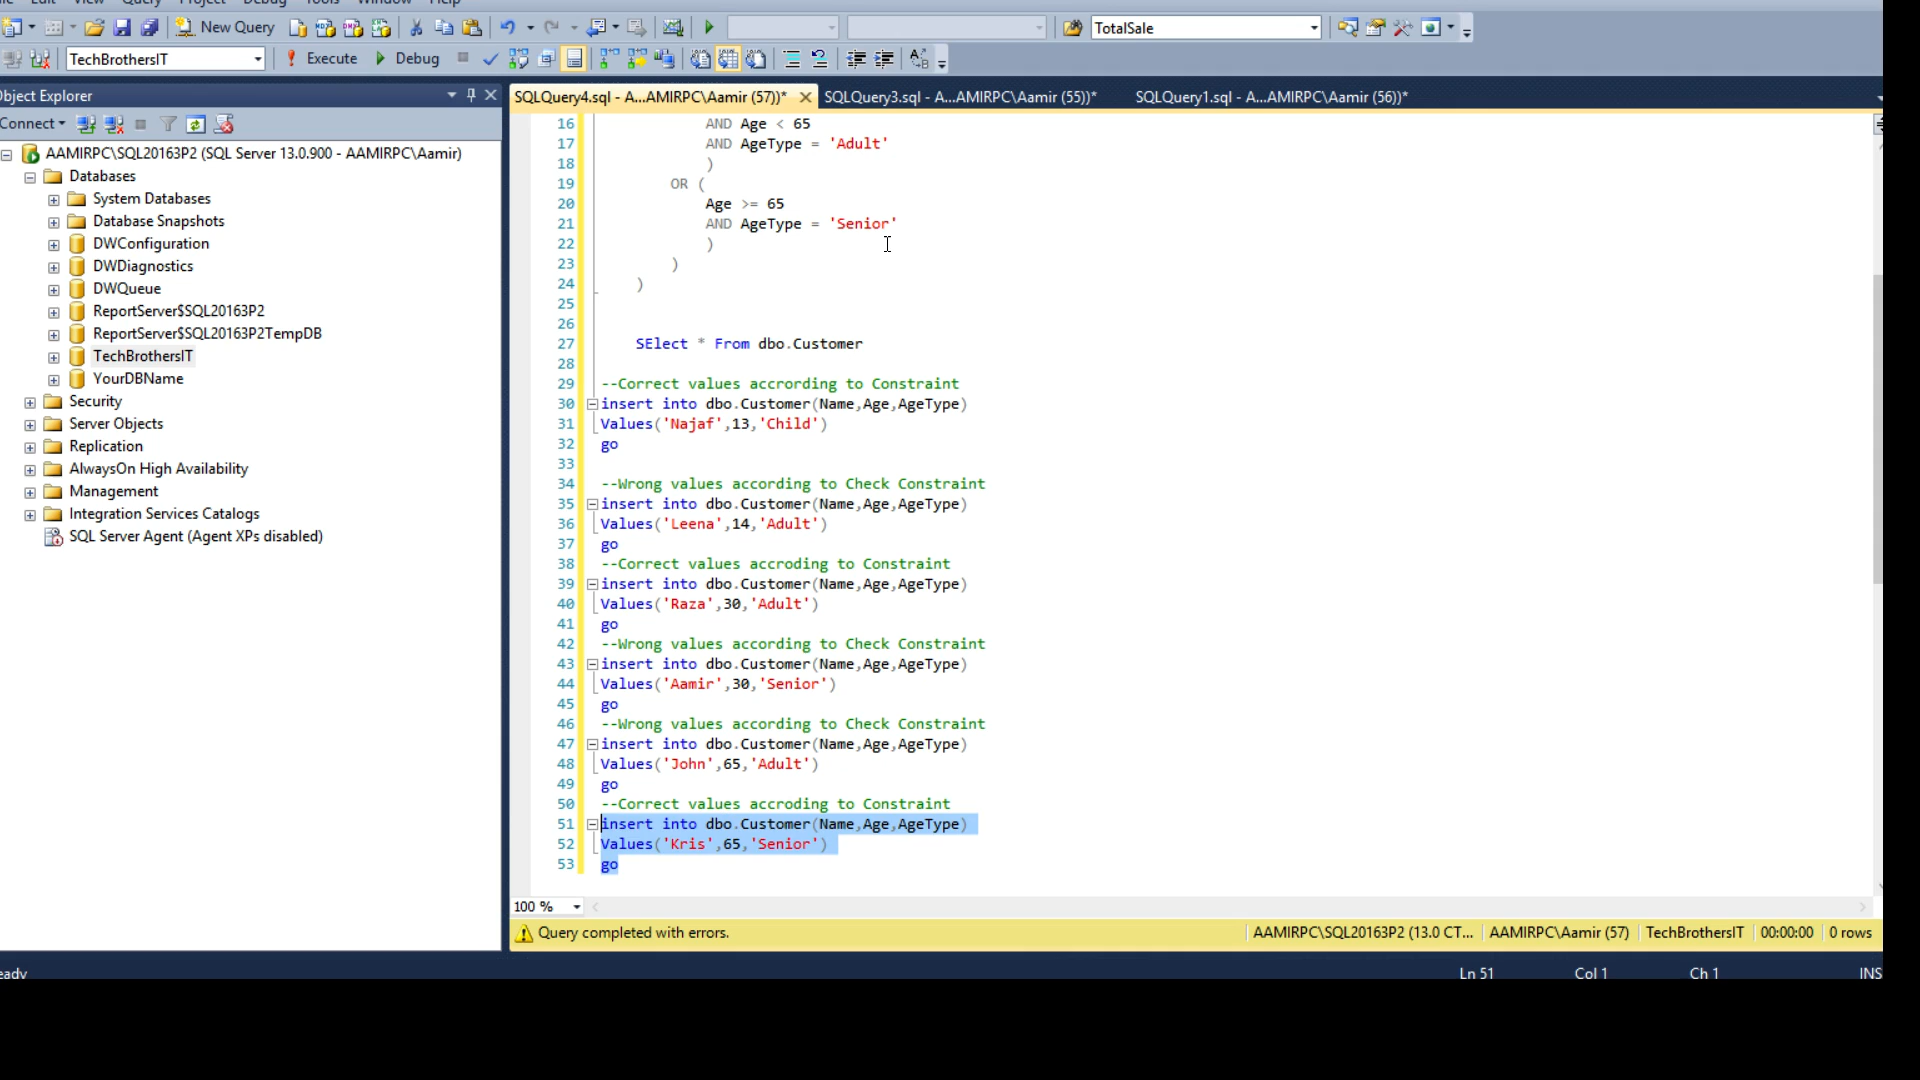 Edit View Query Project Debug Tools Window Help
New Query TotalSale
TechBrothersIT Execute Debug
Object Explorer
Connect
AAMIRPC\SQL20163P2 (SQL Server 13.0.900 - AAMIRPC\Aamir)
Databases
System Databases
Database Snapshots
DWConfiguration
DWDiagnostics
DWQueue
ReportServer$SQL20163P2
ReportServer$SQL20163P2TempDB
TechBrothersIT
YourDBName
Security
Server Objects
Replication
AlwaysOn High Availability
Management
Integration Services Catalogs
SQL Server Agent (Agent XPs disabled)
SQLQuery4.sql - A...AMIRPC\Aamir (57))* SQLQuery3.sql - A...AMIRPC\Aamir (55))* SQLQuery1.sql - A...AMIRPC\Aamir (56))*
16 AND Age < 65
17 AND AgeType = 'Adult'
18 )
19 OR (
20 Age >= 65
21 AND AgeType = 'Senior'
22 )
23 )
24 )
25
26
27 SElect * From dbo.Customer
28
29 --Correct values accrording to Constraint
30 insert into dbo.Customer(Name,Age,AgeType)
31 Values('Najaf',13,'Child')
32 go
33
34 --Wrong values according to Check Constraint
35 insert into dbo.Customer(Name,Age,AgeType)
36 Values('Leena',14,'Adult')
37 go
38 --Correct values accroding to Constraint
39 insert into dbo.Customer(Name,Age,AgeType)
40 Values('Raza',30,'Adult')
41 go
42 --Wrong values according to Check Constraint
43 insert into dbo.Customer(Name,Age,AgeType)
44 Values('Aamir',30,'Senior')
45 go
46 --Wrong values according to Check Constraint
47 insert into dbo.Customer(Name,Age,AgeType)
48 Values('John',65,'Adult')
49 go
50 --Correct values accroding to Constraint
51 insert into dbo.Customer(Name,Age,AgeType)
52 Values('Kris',65,'Senior')
53 go
100 %
Query completed with errors. AAMIRPC\SQL20163P2 (13.0 CT... AAMIRPC\Aamir (57) TechBrothersIT 00:00:00 0 rows
eady Ln 51 Col 1 Ch 1 INS